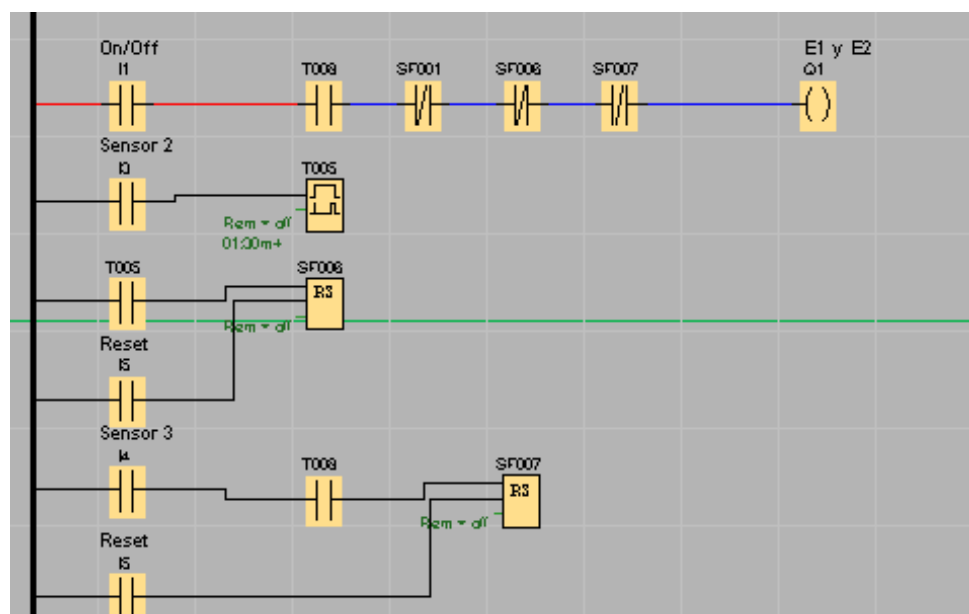 On/Off
E1 y E2
I1 T008 SF001 SF006 SF007 Q1
Sensor 2
I3 T005
Rem = off
01:30m+
T005 SF006
RS
Rem = off
Reset
I5
Sensor 3
I4 T008 SF007
RS
Rem = off
Reset
I5